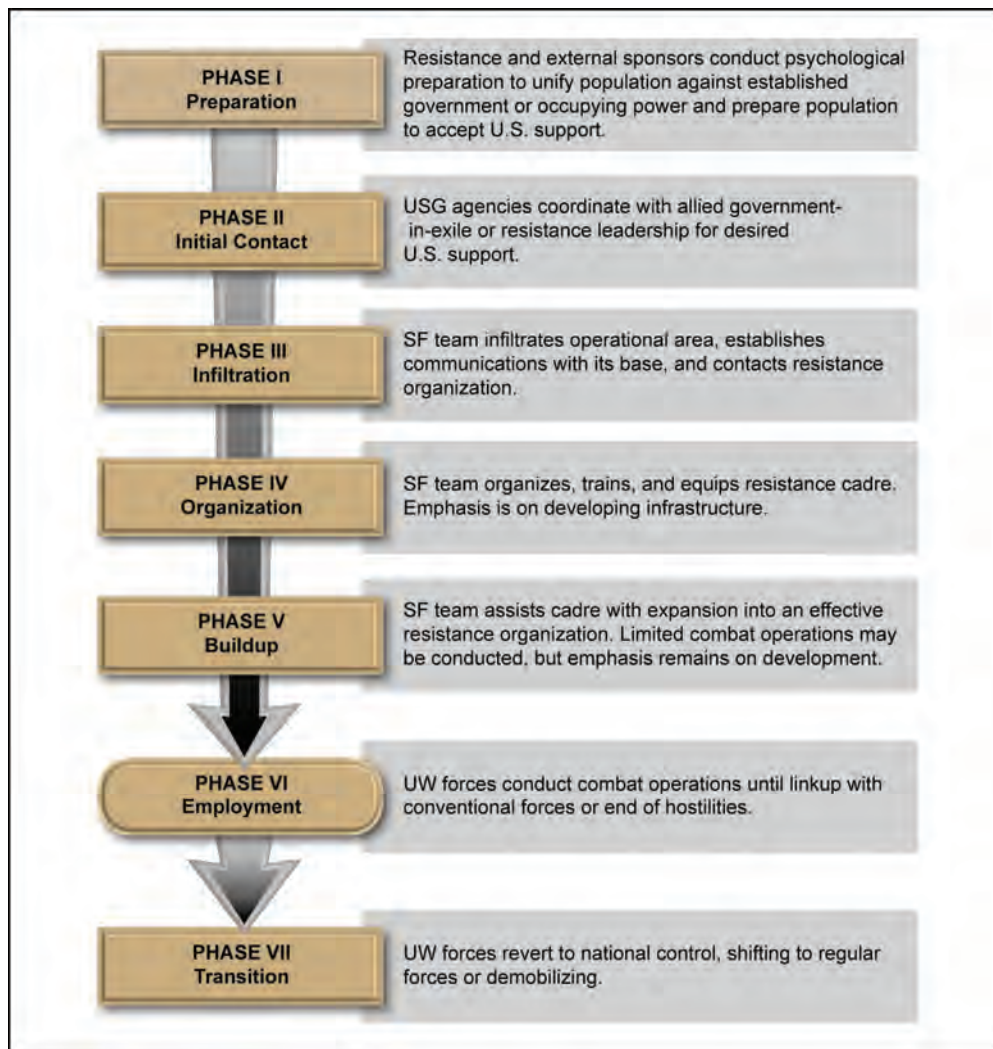 PHASE I
Preparation
Resistance and external sponsors conduct psychological
preparation to unify population against established
government or occupying power and prepare population
to accept U.S. support.
PHASE II
Initial Contact
USG agencies coordinate with allied government-
in-exile or resistance leadership for desired
U.S. support.
PHASE III
Infiltration
SF team infiltrates operational area, establishes
communications with its base, and contacts resistance
organization.
PHASE IV
Organization
SF team organizes, trains, and equips resistance cadre.
Emphasis is on developing infrastructure.
PHASE V
Buildup
SF team assists cadre with expansion into an effective
resistance organization. Limited combat operations may
be conducted, but emphasis remains on development.
PHASE VI
Employment
UW forces conduct combat operations until linkup with
conventional forces or end of hostilities.
PHASE VII
Transition
UW forces revert to national control, shifting to regular
forces or demobilizing.